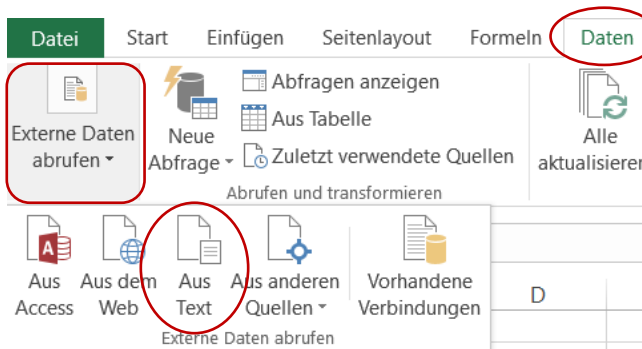 Datei Start Einfügen Seitenlayout Formeln Daten
Externe Daten abrufen
Neue Abfrage
Abfragen anzeigen
Aus Tabelle
Zuletzt verwendete Quellen
Alle aktualisieren
Abrufen und transformieren
Aus Access
Aus dem Web
Aus Text
Aus anderen Quellen
Vorhandene Verbindungen
D
Externe Daten abrufen